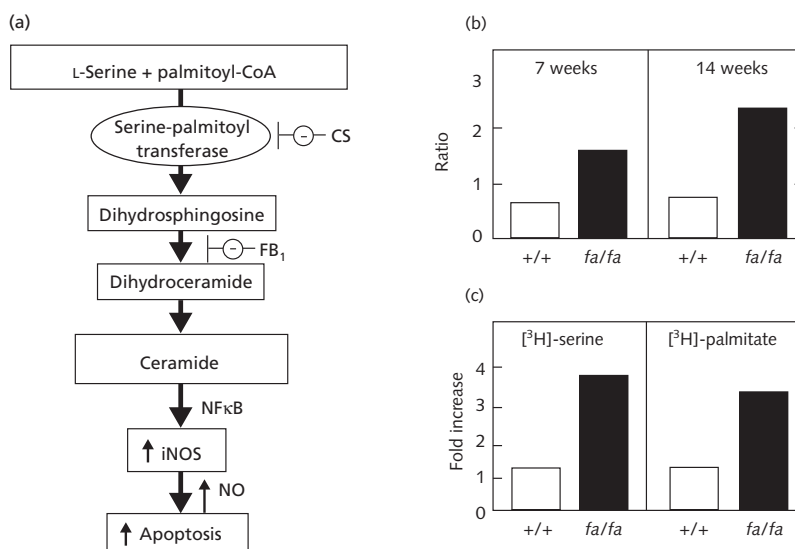 (a)
L-Serine + palmitoyl-CoA
Serine-palmitoyl
transferase
− CS
Dihydrosphingosine
− FB₁
Dihydroceramide
Ceramide
NFκB
↑ iNOS
NO
↑ Apoptosis
(b)
7 weeks 14 weeks
3
2
1
0
Ratio
+/+ fa/fa +/+ fa/fa
(c)
[³H]-serine [³H]-palmitate
4
3
2
1
0
Fold increase
+/+ fa/fa +/+ fa/fa